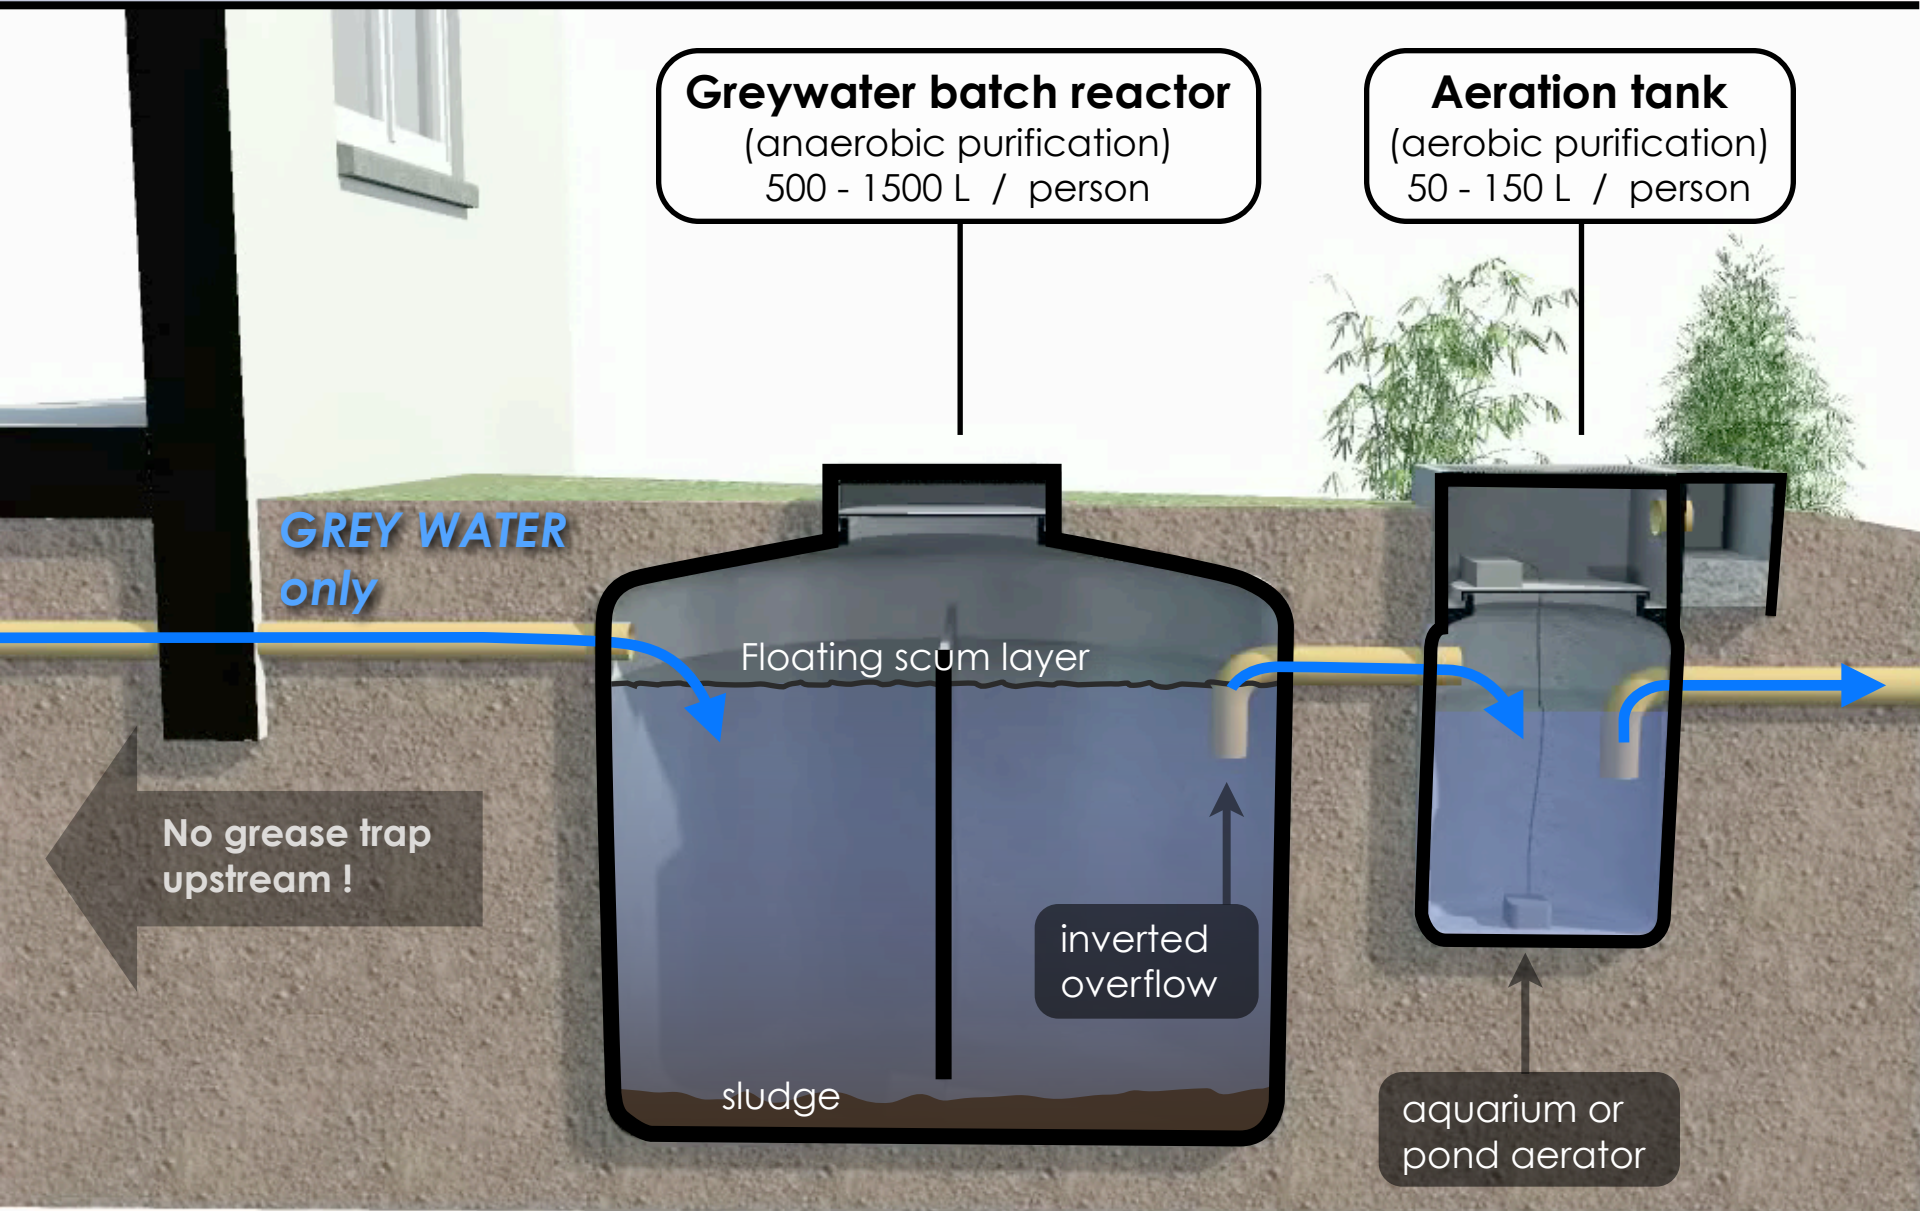 Greywater batch reactor
(anaerobic purification)
500 - 1500 L / person
Aeration tank
(aerobic purification)
50 - 150 L / person
GREY WATER
only
Floating scum layer
No grease trap
upstream !
inverted
overflow
sludge
aquarium or
pond aerator